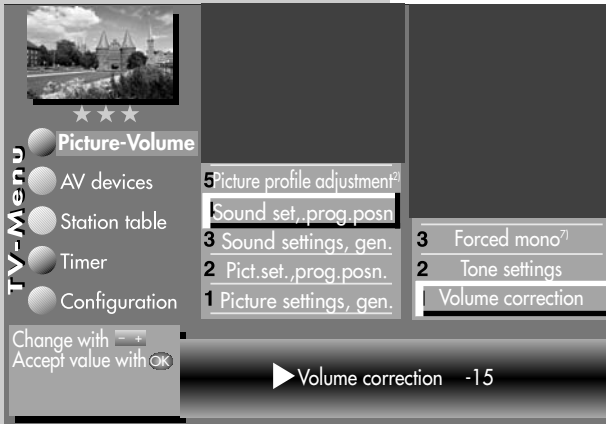 TV-Menu
Picture-Volume
AV devices
Station table
Timer
Configuration
5 Picture profile adjustment2)
Sound set,.prog.posn
3 Sound settings, gen.
2 Pict.set.,prog.posn.
1 Picture settings, gen.
3 Forced mono7)
2 Tone settings
Volume correction
Change with - +
Accept value with OK
Volume correction -15